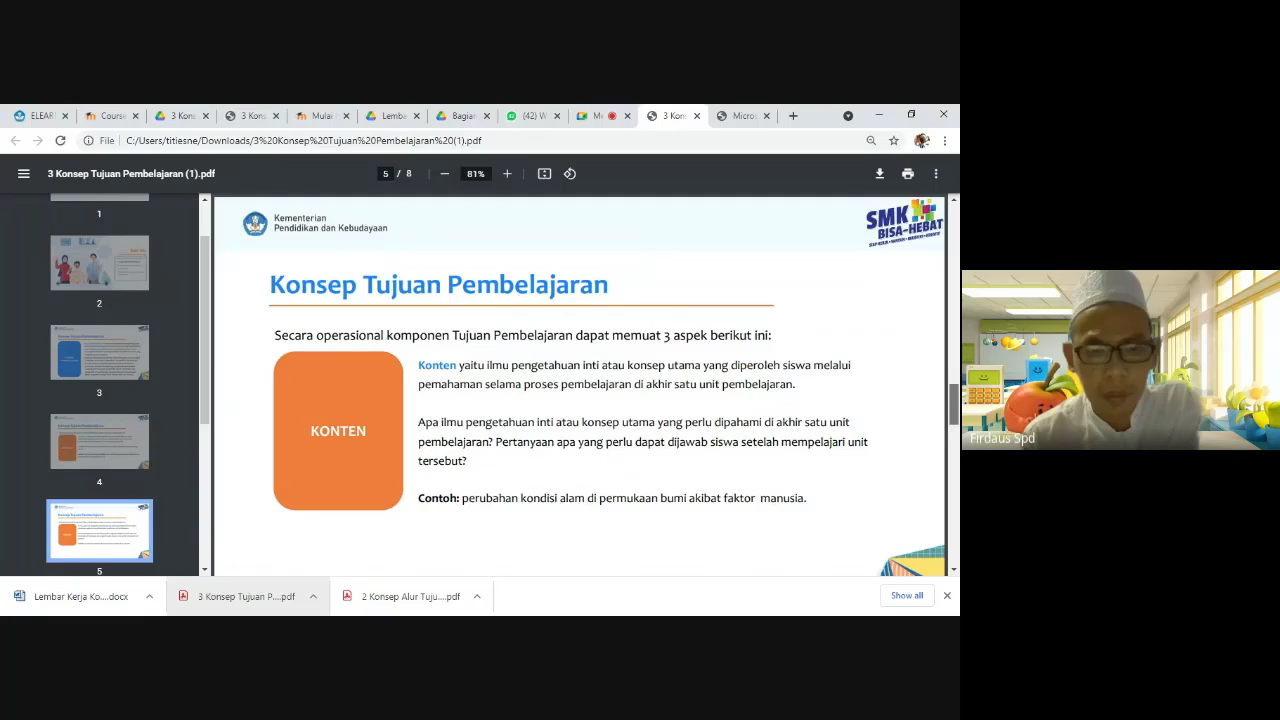 ELEAR
Course
3 Kon
3 Kons
Mulai
Lembar
Bagian
(42) W
Me
3 Kons
Micros
File
C:/Users/titiesne/Downloads/3%20Konsep%20Tujuan%20Pembelajaran%20(1).pdf
3 Konsep Tujuan Pembelajaran (1).pdf
5 / 8
81%
1
2
3
4
5
Kementerian
Pendidikan dan Kebudayaan
SMK
BISA-HEBAT
Konsep Tujuan Pembelajaran
Secara operasional komponen Tujuan Pembelajaran dapat memuat 3 aspek berikut ini:
KONTEN
Konten yaitu ilmu pengetahuan inti atau konsep utama yang diperoleh siswa melalui
pemahaman selama proses pembelajaran di akhir satu unit pembelajaran.
Apa ilmu pengetahuan inti atau konsep utama yang perlu dipahami di akhir satu unit
pembelajaran? Pertanyaan apa yang perlu dapat dijawab siswa setelah mempelajari unit
tersebut?
Contoh: perubahan kondisi alam di permukaan bumi akibat faktor manusia.
Firdaus Spd
Lembar Kerja Ko....docx
3 Konsep Tujuan P....pdf
2 Konsep Alur Tuju....pdf
Show all